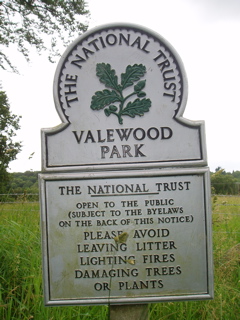 THE NATIONAL TRUST
VALEWOOD
PARK
THE NATIONAL TRUST
OPEN TO THE PUBLIC
(SUBJECT TO THE BYELAWS
ON THE BACK OF THIS NOTICE)
PLEASE AVOID
LEAVING LITTER
LIGHTING FIRES
DAMAGING TREES
OR PLANTS